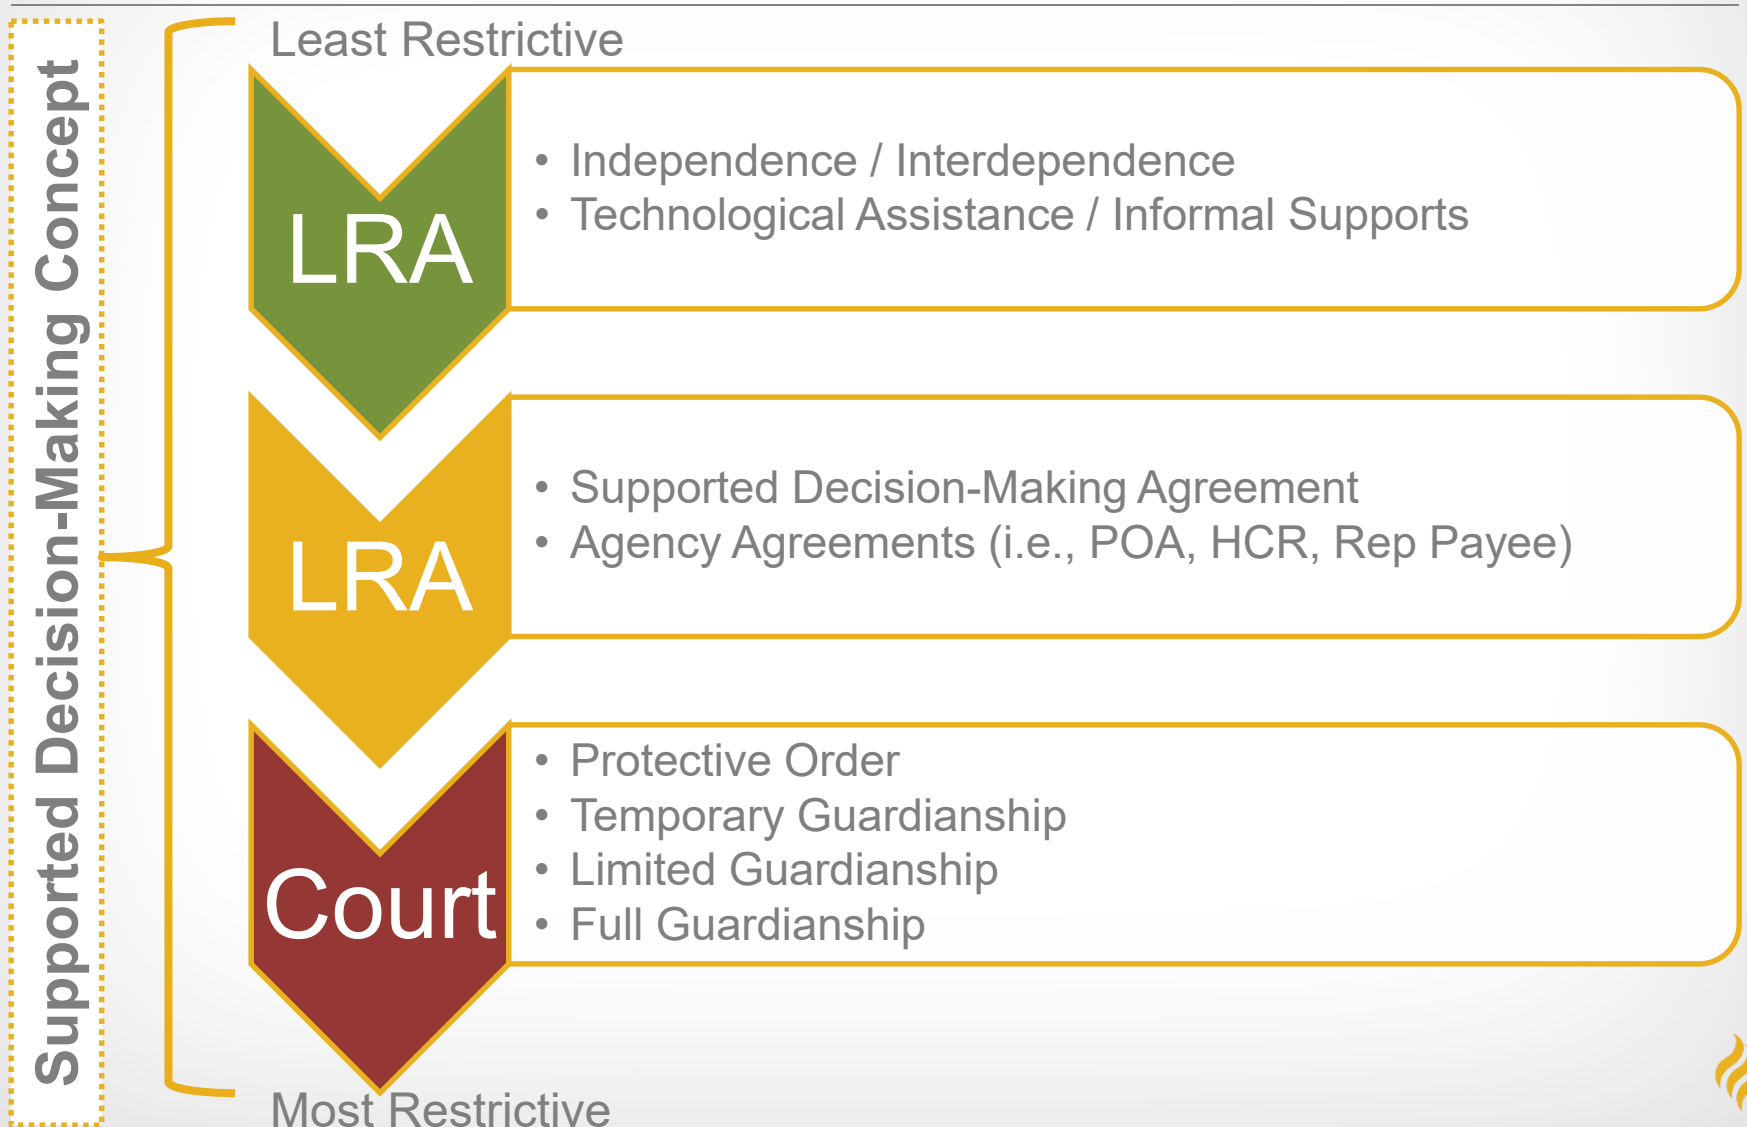 Supported Decision-Making Concept
Least Restrictive
LRA
• Independence / Interdependence
• Technological Assistance / Informal Supports
LRA
• Supported Decision-Making Agreement
• Agency Agreements (i.e., POA, HCR, Rep Payee)
Court
• Protective Order
• Temporary Guardianship
• Limited Guardianship
• Full Guardianship
Most Restrictive